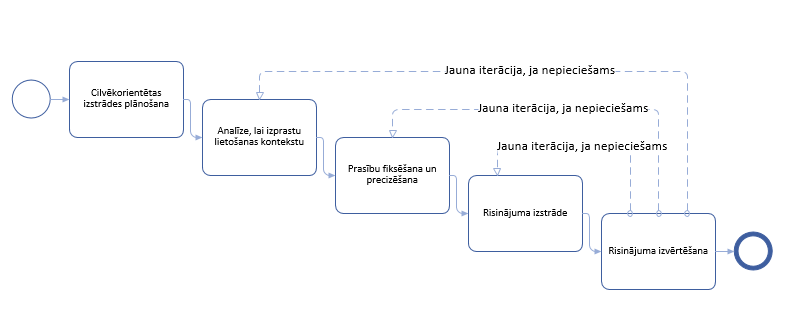 Jauna iterācija, ja nepieciešams
Cilvēkorientētas
izstrādes plānošana
Jauna iterācija, ja nepieciešams
Analīze, lai izprastu
lietošanas kontekstu
Jauna iterācija, ja nepieciešams
Prasību fiksēšana un
precizēšana
Risinājuma izstrāde
Risinājuma izvērtēšana